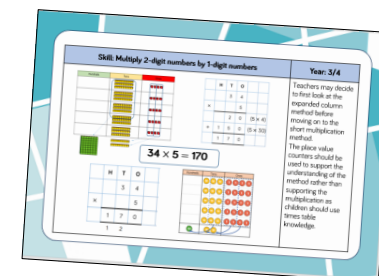 Skill: Multiply 2-digit numbers by 1-digit numbers
Year: 3/4
H T O
3 4
× 5
2 0 (5 × 4)
+ 1 5 0 (5 × 30)
1 7 0
34 × 5 = 170
H T O
3 4
× 5
1 7 0
1 2
Teachers may decide
to first look at the
expanded column
method before
moving on to the
short multiplication
method.
The place value
counters should be
used to support the
understanding of the
method rather than
supporting the
multiplication as
children should use
times table
knowledge.